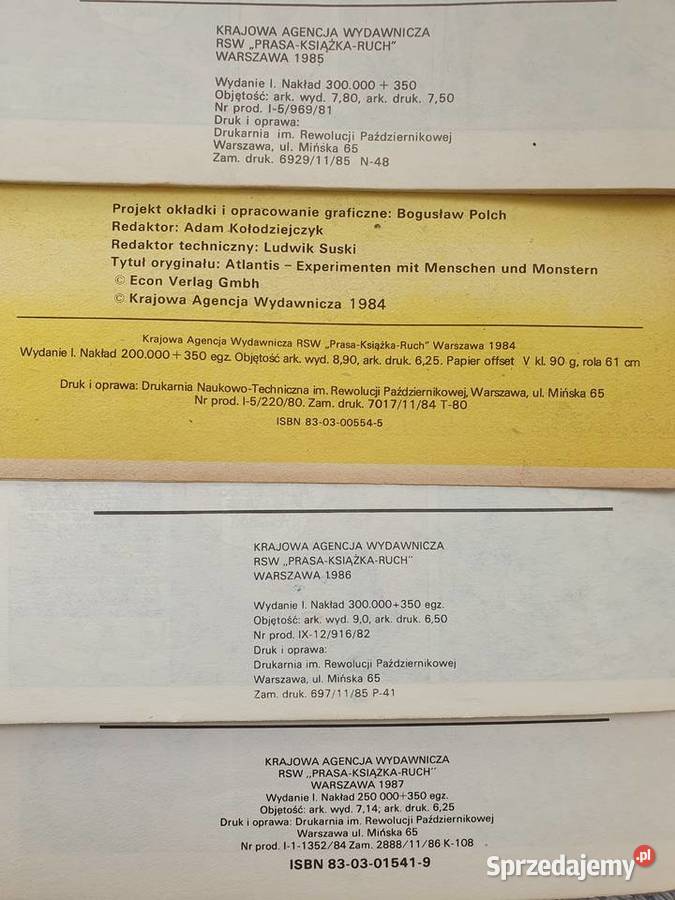 KRAJOWA AGENCJA WYDAWNICZA
RSW „PRASA-KSIĄŻKA-RUCH"
WARSZAWA 1985
Wydanie I. Nakład 300.000 + 350
Objętość: ark. wyd. 7,80, ark. druk. 7,50
Nr prod. I-5/969/81
Druk i oprawa:
Drukarnia im. Rewolucji Październikowej
Warszawa, ul. Mińska 65
Zam. druk. 6929/11/85 N-48
Projekt okładki i opracowanie graficzne: Bogusław Polch
Redaktor: Adam Kołodziejczyk
Redaktor techniczny: Ludwik Suski
Tytuł oryginału: Atlantis – Experimenten mit Menschen und Monstern
© Econ Verlag Gmbh
© Krajowa Agencja Wydawnicza 1984
Krajowa Agencja Wydawnicza RSW „Prasa-Książka-Ruch" Warszawa 1984
Wydanie I. Nakład 200.000 + 350 egz. Objętość ark. wyd. 8,90, ark. druk. 6,25. Papier offset V kl. 90 g, rola 61 cm
Druk i oprawa: Drukarnia Naukowo-Techniczna im. Rewolucji Październikowej, Warszawa, ul. Mińska 65
Nr prod. I-5/220/80. Zam. druk. 7017/11/84 T-80
ISBN 83-03-00554-5
KRAJOWA AGENCJA WYDAWNICZA
RSW „PRASA-KSIĄŻKA-RUCH"
WARSZAWA 1986
Wydanie I. Nakład 300.000+350 egz.
Objętość: ark. wyd. 9,0, ark. druk. 6,50
Nr prod. IX-12/916/82
Druk i oprawa:
Drukarnia im. Rewolucji Październikowej
Warszawa, ul. Mińska 65
Zam. druk. 697/11/85 P-41
KRAJOWA AGENCJA WYDAWNICZA
RSW „PRASA-KSIĄŻKA-RUCH"
WARSZAWA 1987
Wydanie I. Nakład 250 000+350 egz.
Objętość: ark. wyd. 7,14; ark. druk. 6,25
Druk i oprawa: Drukarnia im. Rewolucji Październikowej
Warszawa ul. Mińska 65
Nr prod. I-1-1352/84 Zam. 2888/11/86 K-108
ISBN 83-03-01541-9
Sprzedajemy.pl